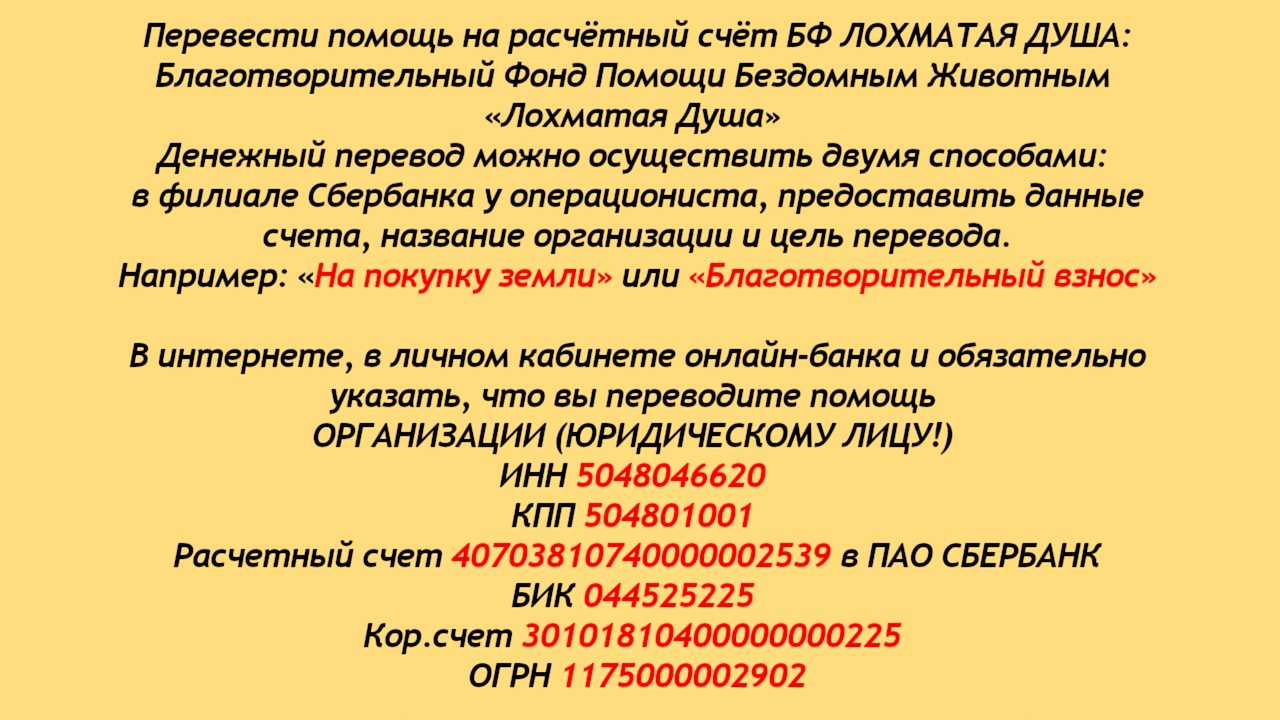 Перевести помощь на расчётный счёт БФ ЛОХМАТАЯ ДУША:
Благотворительный Фонд Помощи Бездомным Животным
«Лохматая Душа»
Денежный перевод можно осуществить двумя способами:
в филиале Сбербанка у операциониста, предоставить данные
счета, название организации и цель перевода.
Например: «На покупку земли» или «Благотворительный взнос»
В интернете, в личном кабинете онлайн-банка и обязательно
указать, что вы переводите помощь
ОРГАНИЗАЦИИ (ЮРИДИЧЕСКОМУ ЛИЦУ!)
ИНН 5048046620
КПП 504801001
Расчетный счет 40703810740000002539 в ПАО СБЕРБАНК
БИК 044525225
Кор.счет 30101810400000000225
ОГРН 1175000002902